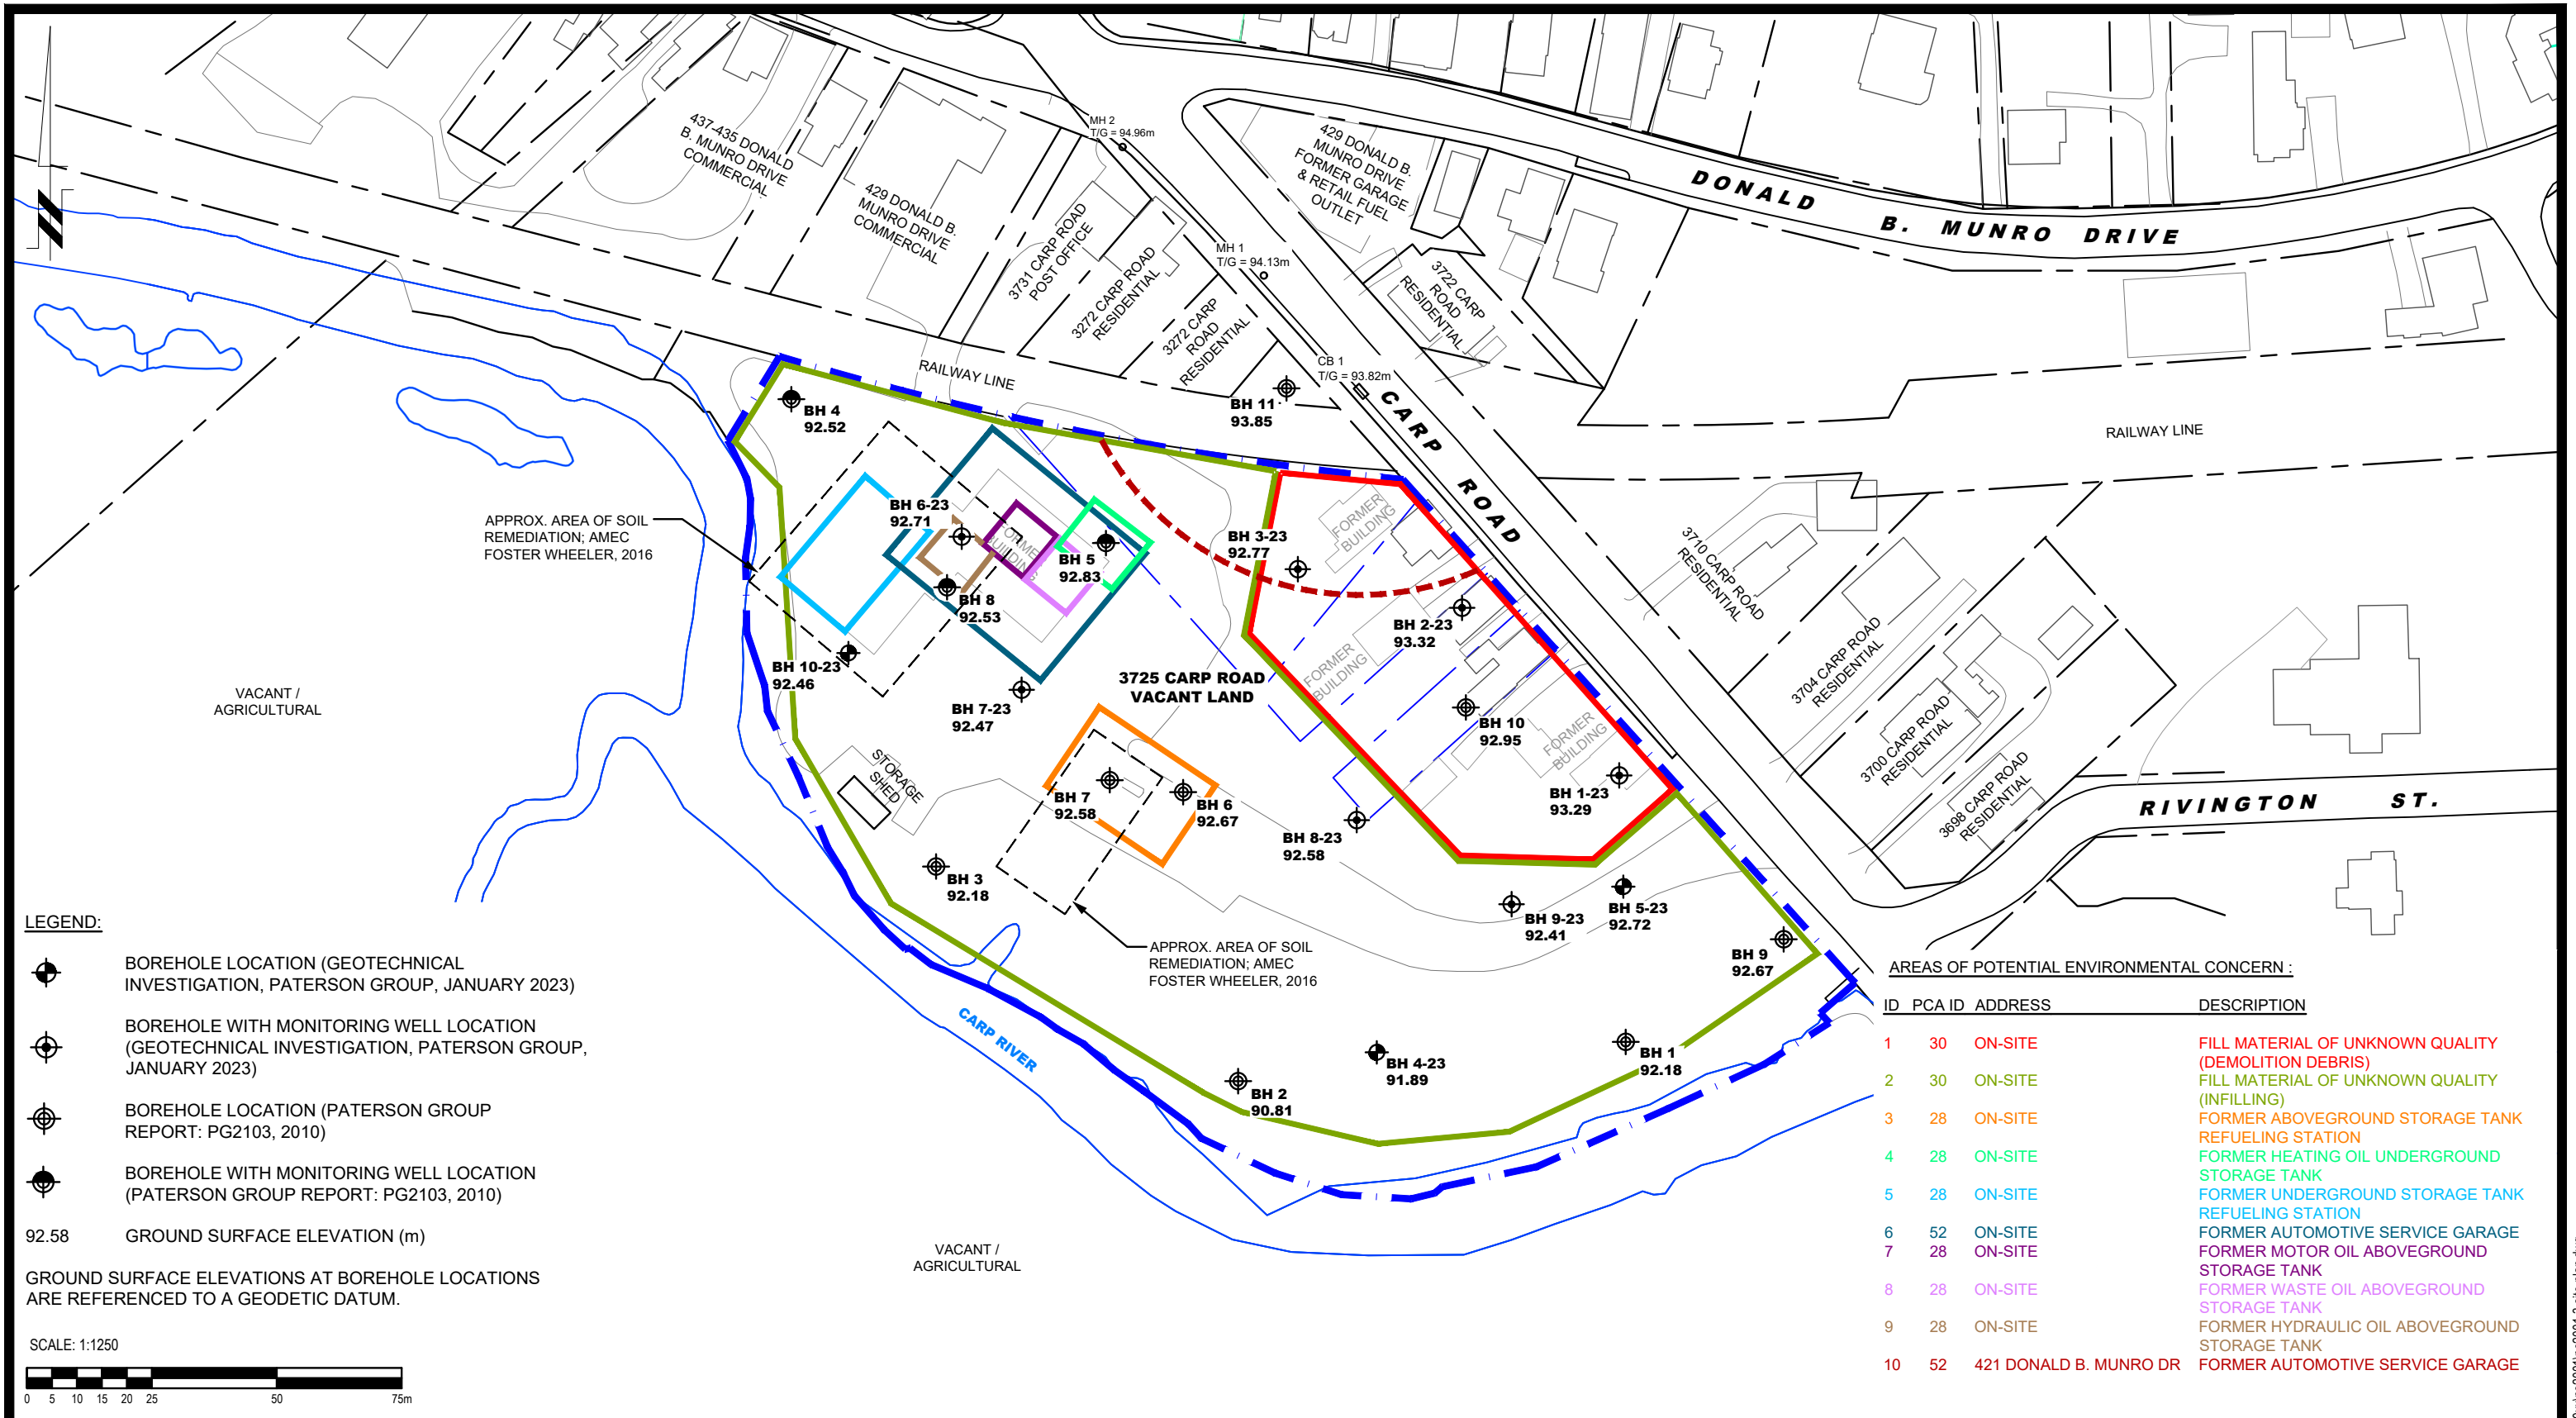 437-435 DONALD
B. MUNRO DRIVE
COMMERCIAL
429 DONALD B.
MUNRO DRIVE
COMMERCIAL
MH 2
T/G = 94.96m
3731 CARP ROAD
POST OFFICE
3272 CARP ROAD
RESIDENTIAL
3272 CARP
ROAD
RESIDENTIAL
MH 1
T/G = 94.13m
429 DONALD B.
MUNRO DRIVE
FORMER GARAGE
& RETAIL FUEL
OUTLET
3722 CARP
ROAD
RESIDENTIAL
DONALD B. MUNRO DRIVE
RAILWAY LINE
CB 1
T/G = 93.82m
CARP ROAD
RAILWAY LINE
BH 11
93.85
BH 4
92.52
APPROX. AREA OF SOIL
REMEDIATION; AMEC
FOSTER WHEELER, 2016
BH 6-23
92.71
FORMER
BUILDING
BH 5
92.83
BH 8
92.53
BH 3-23
92.77
FORMER
BUILDING
BH 2-23
93.32
FORMER
BUILDING
BH 10-23
92.46
BH 7-23
92.47
3725 CARP ROAD
VACANT LAND
BH 10
92.95
FORMER
BUILDING
BH 1-23
93.29
3710 CARP ROAD
RESIDENTIAL
3704 CARP ROAD
RESIDENTIAL
3700 CARP ROAD
RESIDENTIAL
3698 CARP ROAD
RESIDENTIAL
RIVINGTON ST.
VACANT /
AGRICULTURAL
STORAGE
SHED
BH 7
92.58
BH 6
92.67
BH 8-23
92.58
BH 3
92.18
BH 9-23
92.41
BH 5-23
92.72
BH 9
92.67
APPROX. AREA OF SOIL
REMEDIATION; AMEC
FOSTER WHEELER, 2016
CARP RIVER
BH 2
90.81
BH 4-23
91.89
BH 1
92.18
VACANT /
AGRICULTURAL
LEGEND:
BOREHOLE LOCATION (GEOTECHNICAL
INVESTIGATION, PATERSON GROUP, JANUARY 2023)
BOREHOLE WITH MONITORING WELL LOCATION
(GEOTECHNICAL INVESTIGATION, PATERSON GROUP,
JANUARY 2023)
BOREHOLE LOCATION (PATERSON GROUP
REPORT: PG2103, 2010)
BOREHOLE WITH MONITORING WELL LOCATION
(PATERSON GROUP REPORT: PG2103, 2010)
92.58 GROUND SURFACE ELEVATION (m)
GROUND SURFACE ELEVATIONS AT BOREHOLE LOCATIONS
ARE REFERENCED TO A GEODETIC DATUM.
SCALE: 1:1250
0 5 10 15 20 25 50 75m
AREAS OF POTENTIAL ENVIRONMENTAL CONCERN :
ID PCA ID ADDRESS DESCRIPTION
1 30 ON-SITE FILL MATERIAL OF UNKNOWN QUALITY
(DEMOLITION DEBRIS)
2 30 ON-SITE FILL MATERIAL OF UNKNOWN QUALITY
(INFILLING)
3 28 ON-SITE FORMER ABOVEGROUND STORAGE TANK
REFUELING STATION
4 28 ON-SITE FORMER HEATING OIL UNDERGROUND
STORAGE TANK
5 28 ON-SITE FORMER UNDERGROUND STORAGE TANK
REFUELING STATION
6 52 ON-SITE FORMER AUTOMOTIVE SERVICE GARAGE
7 28 ON-SITE FORMER MOTOR OIL ABOVEGROUND
STORAGE TANK
8 28 ON-SITE FORMER WASTE OIL ABOVEGROUND
STORAGE TANK
9 28 ON-SITE FORMER HYDRAULIC OIL ABOVEGROUND
STORAGE TANK
10 52 421 DONALD B. MUNRO DR FORMER AUTOMOTIVE SERVICE GARAGE